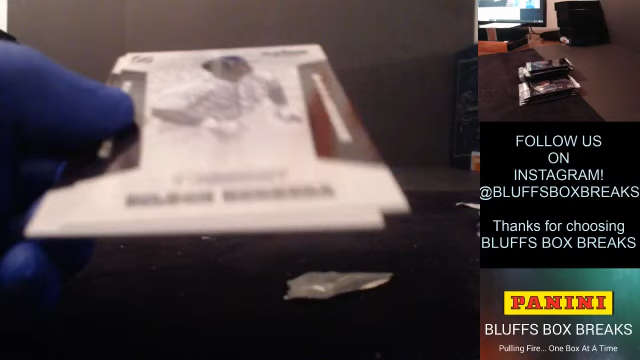 FOLLOW US
ON
INSTAGRAM!
@BLUFFSBOXBREAKS
Thanks for choosing
BLUFFS BOX BREAKS
PANINI
BLUFFS BOX BREAKS
Pulling Fire... One Box At A Time